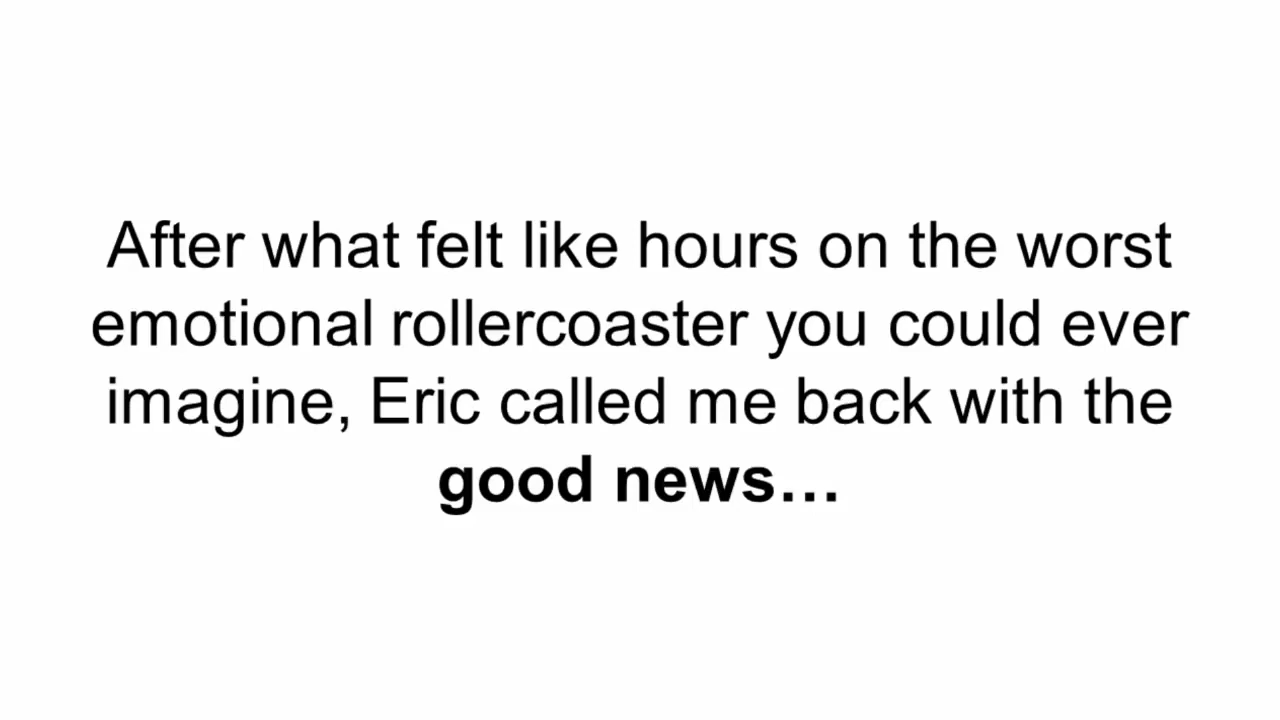 After what felt like hours on the worst
emotional rollercoaster you could ever
imagine, Eric called me back with the
good news…